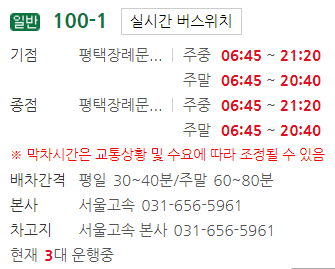 일반 100-1 실시간 버스위치
기점 평택장례문... 주중 06:45 ~ 21:20
주말 06:45 ~ 20:40
종점 평택장례문... 주중 06:45 ~ 21:20
주말 06:45 ~ 20:40
※ 막차시간은 교통상황 및 수요에 따라 조정될 수 있음
배차간격 평일 30~40분/주말 60~80분
본사 서울고속 031-656-5961
차고지 서울고속 본사 031-656-5961
현재 3대 운행중